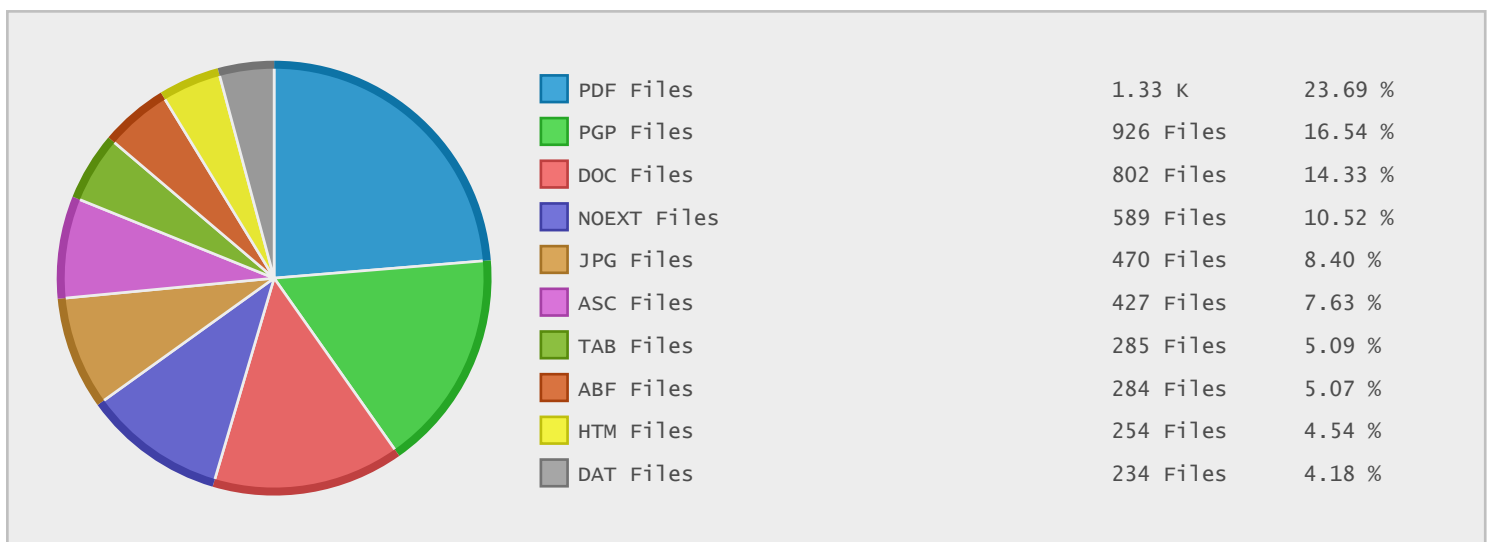 PDF Files 1.33 K 23.69 %
PGP Files 926 Files 16.54 %
DOC Files 802 Files 14.33 %
NOEXT Files 589 Files 10.52 %
JPG Files 470 Files 8.40 %
ASC Files 427 Files 7.63 %
TAB Files 285 Files 5.09 %
ABF Files 284 Files 5.07 %
HTM Files 254 Files 4.54 %
DAT Files 234 Files 4.18 %